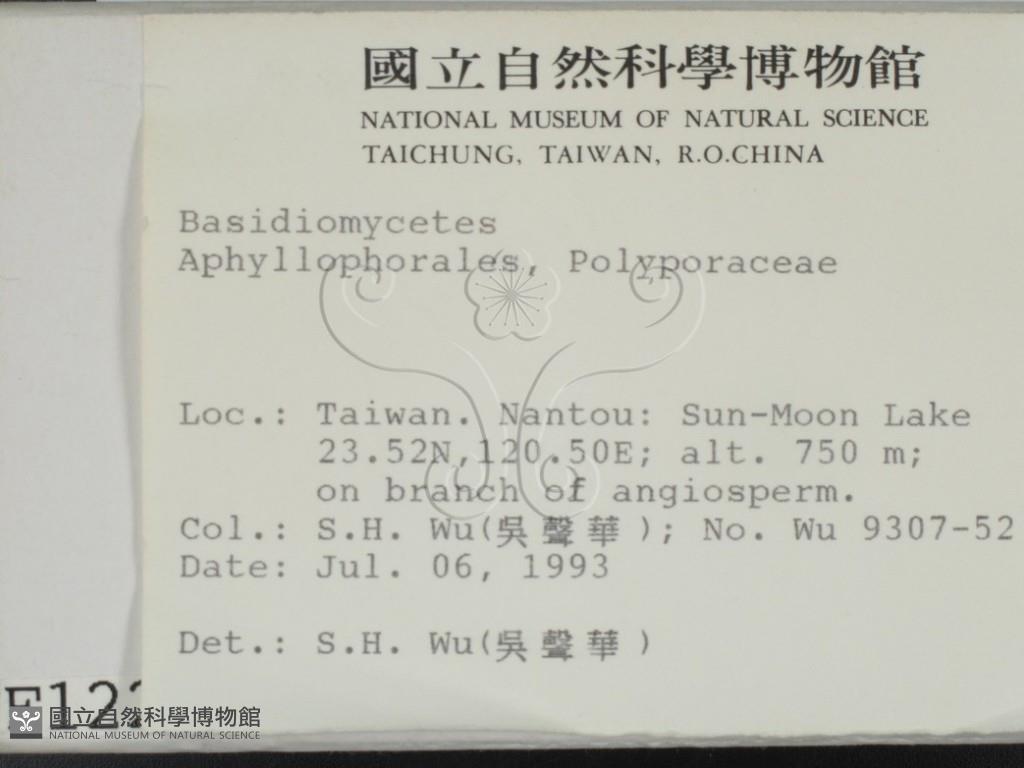 國立自然科學博物館
NATIONAL MUSEUM OF NATURAL SCIENCE
TAICHUNG, TAIWAN, R.O.CHINA
Basidiomycetes
Aphyllophorales, Polyporaceae
Loc.: Taiwan. Nantou: Sun-Moon Lake
23.52N,120.50E; alt. 750 m;
on branch of angiosperm.
Col.: S.H. Wu(吳聲華); No. Wu 9307-52
Date: Jul. 06, 1993
Det.: S.H. Wu(吳聲華)
國立自然科學博物館
NATIONAL MUSEUM OF NATURAL SCIENCE